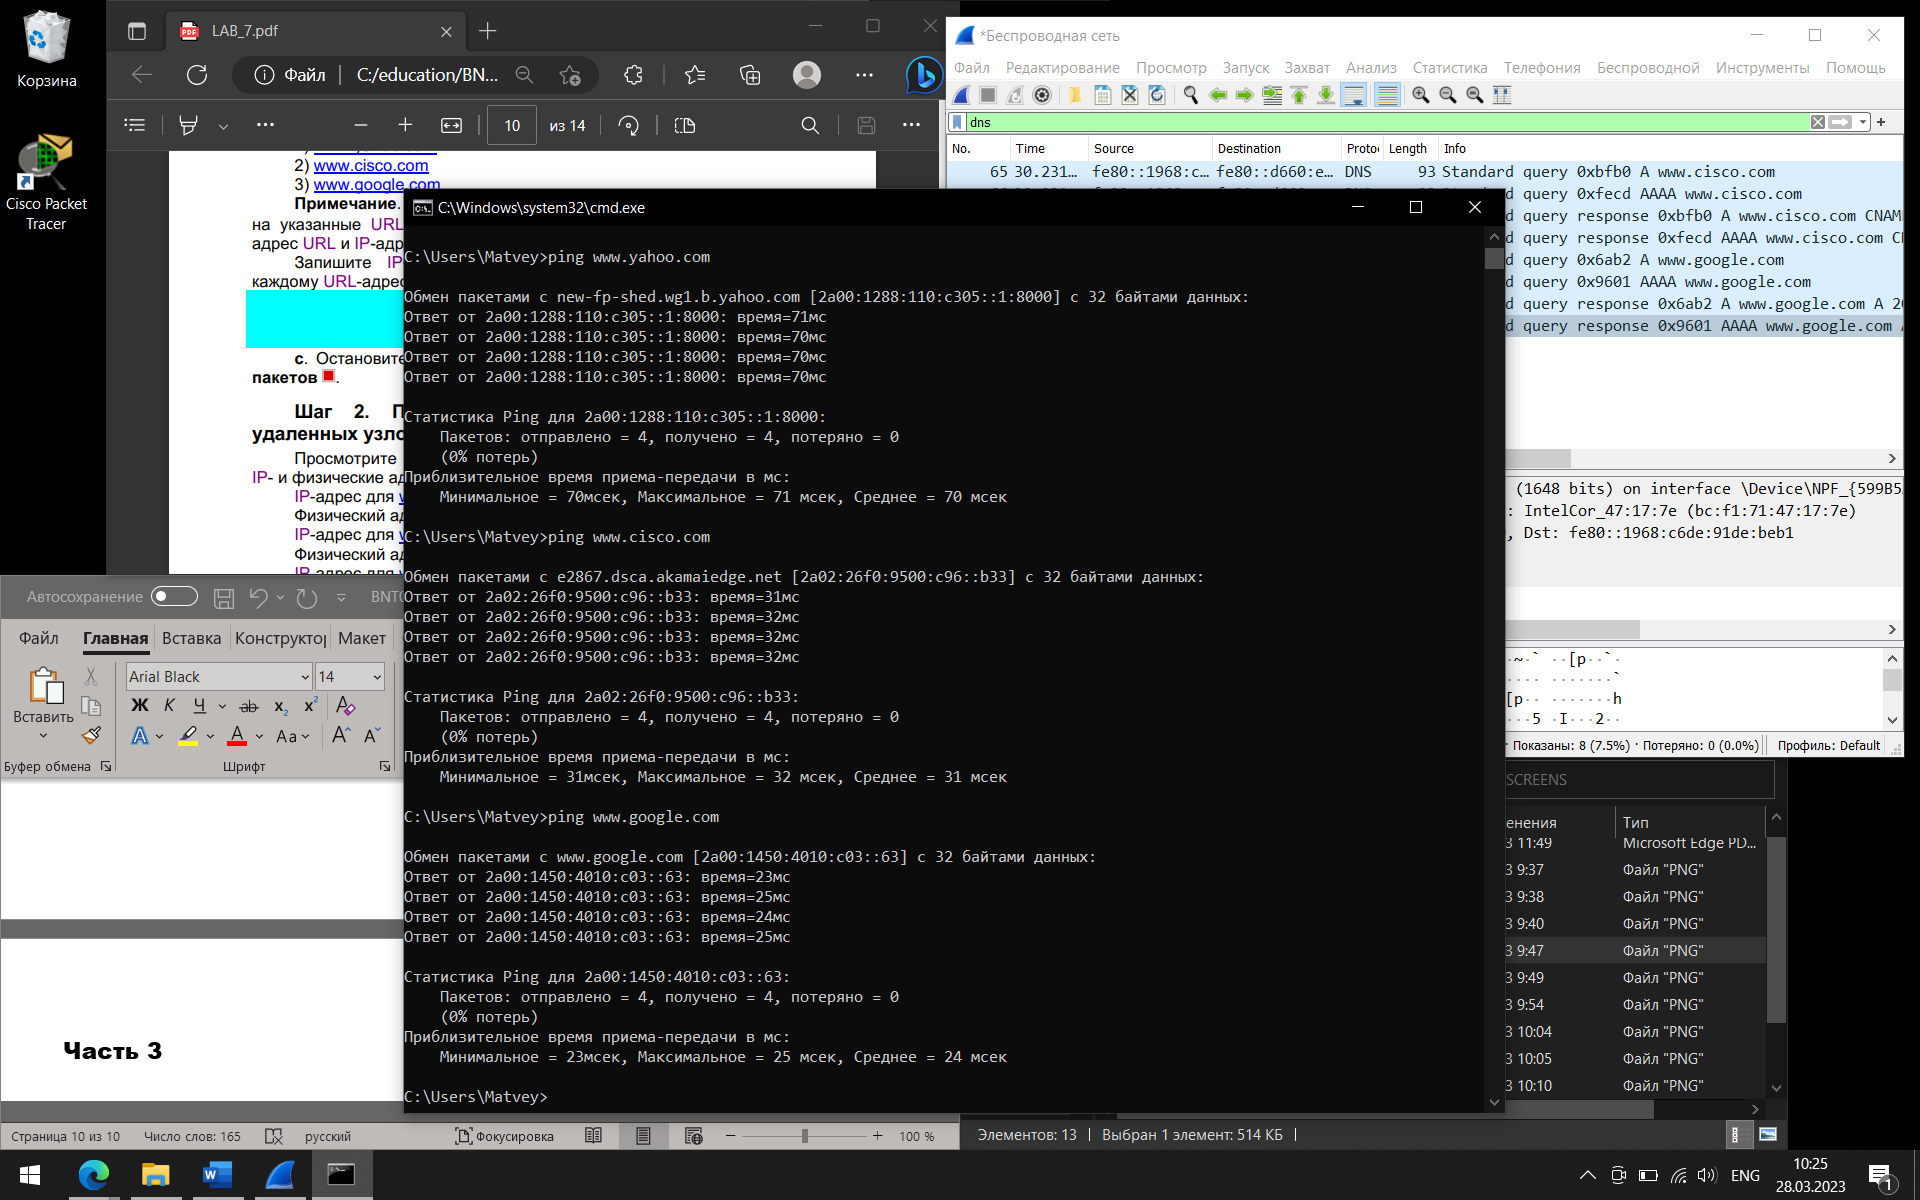 Корзина
Cisco Packet
Tracer
LAB_7.pdf
Файл
C:/education/BN...
10
из 14
2) www.cisco.com
3) www.google.com
Примечание.
на указанные URL
адрес URL и IP-адр
Запишите IP
каждому URL-адрес
с. Остановите
пакетов
Шаг 2. П
удаленных узло
Просмотрите
IP- и физические ад
IP-адрес для w
Физический ад
IP-адрес для w
Физический ад
IP-адрес для w
*Беспроводная сеть
Файл Редактирование Просмотр Запуск Захват Анализ Статистика Телефония Беспроводной Инструменты Помощь
dns
No. Time Source Destination Proto Length Info
65 30.231... fe80::1968:c... fe80::d660:e... DNS 93 Standard query 0xbfb0 A www.cisco.com
d query 0xfecd AAAA www.cisco.com
d query response 0xbfb0 A www.cisco.com CNAM
d query response 0xfecd AAAA www.cisco.com C
d query 0x6ab2 A www.google.com
d query 0x9601 AAAA www.google.com
d query response 0x6ab2 A www.google.com A 2
d query response 0x9601 AAAA www.google.com A
(1648 bits) on interface \Device\NPF_{599B5
: IntelCor_47:17:7e (bc:f1:71:47:17:7e)
, Dst: fe80::1968:c6de:91de:beb1
·~·` ··[p··`·
···· ·······`
[p·· ·······h
···5 ·I···2··
Показаны: 8 (7.5%) · Потеряно: 0 (0.0%)
Профиль: Default
C:\Windows\system32\cmd.exe
C:\Users\Matvey>ping www.yahoo.com
Обмен пакетами с new-fp-shed.wg1.b.yahoo.com [2a00:1288:110:c305::1:8000] с 32 байтами данных:
Ответ от 2a00:1288:110:c305::1:8000: время=71мс
Ответ от 2a00:1288:110:c305::1:8000: время=70мс
Ответ от 2a00:1288:110:c305::1:8000: время=70мс
Ответ от 2a00:1288:110:c305::1:8000: время=70мс
Статистика Ping для 2a00:1288:110:c305::1:8000:
Пакетов: отправлено = 4, получено = 4, потеряно = 0
(0% потерь)
Приблизительное время приема-передачи в мс:
Минимальное = 70мсек, Максимальное = 71 мсек, Среднее = 70 мсек
C:\Users\Matvey>ping www.cisco.com
Обмен пакетами с e2867.dsca.akamaiedge.net [2a02:26f0:9500:c96::b33] с 32 байтами данных:
Ответ от 2a02:26f0:9500:c96::b33: время=31мс
Ответ от 2a02:26f0:9500:c96::b33: время=32мс
Ответ от 2a02:26f0:9500:c96::b33: время=32мс
Ответ от 2a02:26f0:9500:c96::b33: время=32мс
Статистика Ping для 2a02:26f0:9500:c96::b33:
Пакетов: отправлено = 4, получено = 4, потеряно = 0
(0% потерь)
Приблизительное время приема-передачи в мс:
Минимальное = 31мсек, Максимальное = 32 мсек, Среднее = 31 мсек
C:\Users\Matvey>ping www.google.com
Обмен пакетами с www.google.com [2a00:1450:4010:c03::63] с 32 байтами данных:
Ответ от 2a00:1450:4010:c03::63: время=23мс
Ответ от 2a00:1450:4010:c03::63: время=25мс
Ответ от 2a00:1450:4010:c03::63: время=24мс
Ответ от 2a00:1450:4010:c03::63: время=25мс
Статистика Ping для 2a00:1450:4010:c03::63:
Пакетов: отправлено = 4, получено = 4, потеряно = 0
(0% потерь)
Приблизительное время приема-передачи в мс:
Минимальное = 23мсек, Максимальное = 25 мсек, Среднее = 24 мсек
C:\Users\Matvey>
Автосохранение
BNTO
Файл Главная Вставка Конструктор Макет
Вставить
Arial Black 14
Ж К Ч ab x₂ x²
Aa
Буфер обмена
Шрифт
Часть 3
Страница 10 из 10
Число слов: 165
русский
Фокусировка
100 %
SCREENS
енения Тип
3 11:49 Microsoft Edge PD...
3 9:37 Файл "PNG"
3 9:38 Файл "PNG"
3 9:40 Файл "PNG"
3 9:47 Файл "PNG"
3 9:49 Файл "PNG"
3 9:54 Файл "PNG"
3 10:04 Файл "PNG"
3 10:05 Файл "PNG"
3 10:10 Файл "PNG"
Элементов: 13
Выбран 1 элемент: 514 КБ
ENG
10:25
28.03.2023
1